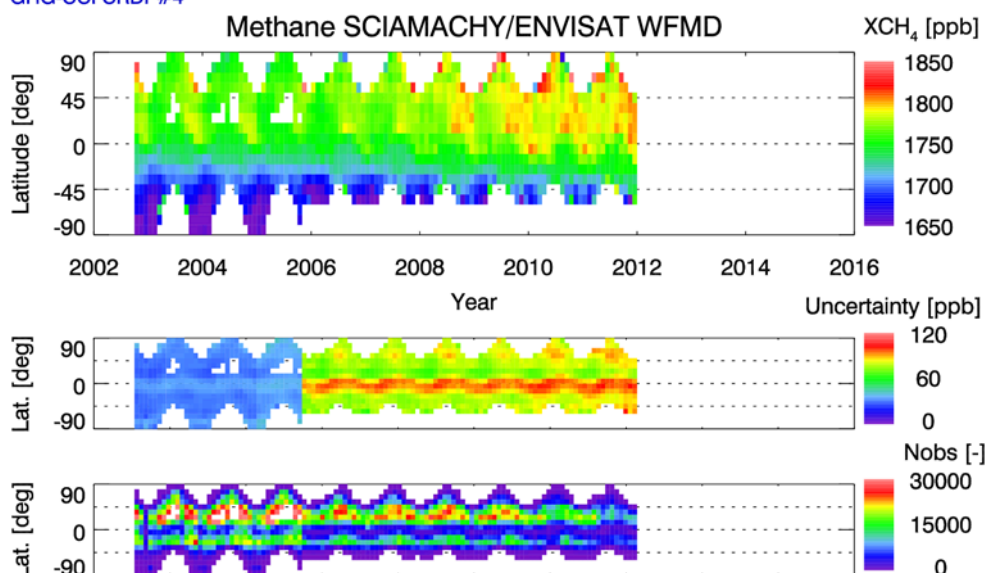 Methane SCIAMACHY/ENVISAT WFMD
XCH4 [ppb]
Latitude [deg]
90
45
0
-45
-90
1850
1800
1750
1700
1650
2002 2004 2006 2008 2010 2012 2014 2016
Year
Uncertainty [ppb]
Lat. [deg]
90
0
-90
120
60
0
Nobs [-]
Lat. [deg]
90
0
-90
30000
15000
0